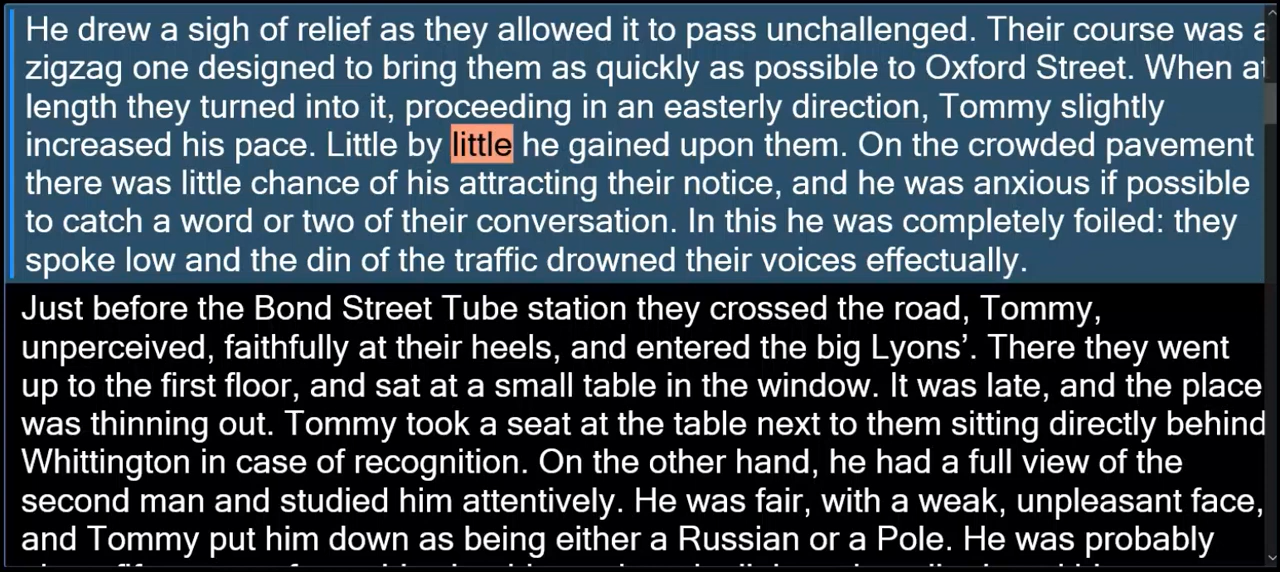 He drew a sigh of relief as they allowed it to pass unchallenged. Their course was a
zigzag one designed to bring them as quickly as possible to Oxford Street. When at
length they turned into it, proceeding in an easterly direction, Tommy slightly
increased his pace. Little by little he gained upon them. On the crowded pavement
there was little chance of his attracting their notice, and he was anxious if possible
to catch a word or two of their conversation. In this he was completely foiled: they
spoke low and the din of the traffic drowned their voices effectually.
Just before the Bond Street Tube station they crossed the road, Tommy,
unperceived, faithfully at their heels, and entered the big Lyons’. There they went
up to the first floor, and sat at a small table in the window. It was late, and the place
was thinning out. Tommy took a seat at the table next to them sitting directly behind
Whittington in case of recognition. On the other hand, he had a full view of the
second man and studied him attentively. He was fair, with a weak, unpleasant face,
and Tommy put him down as being either a Russian or a Pole. He was probably